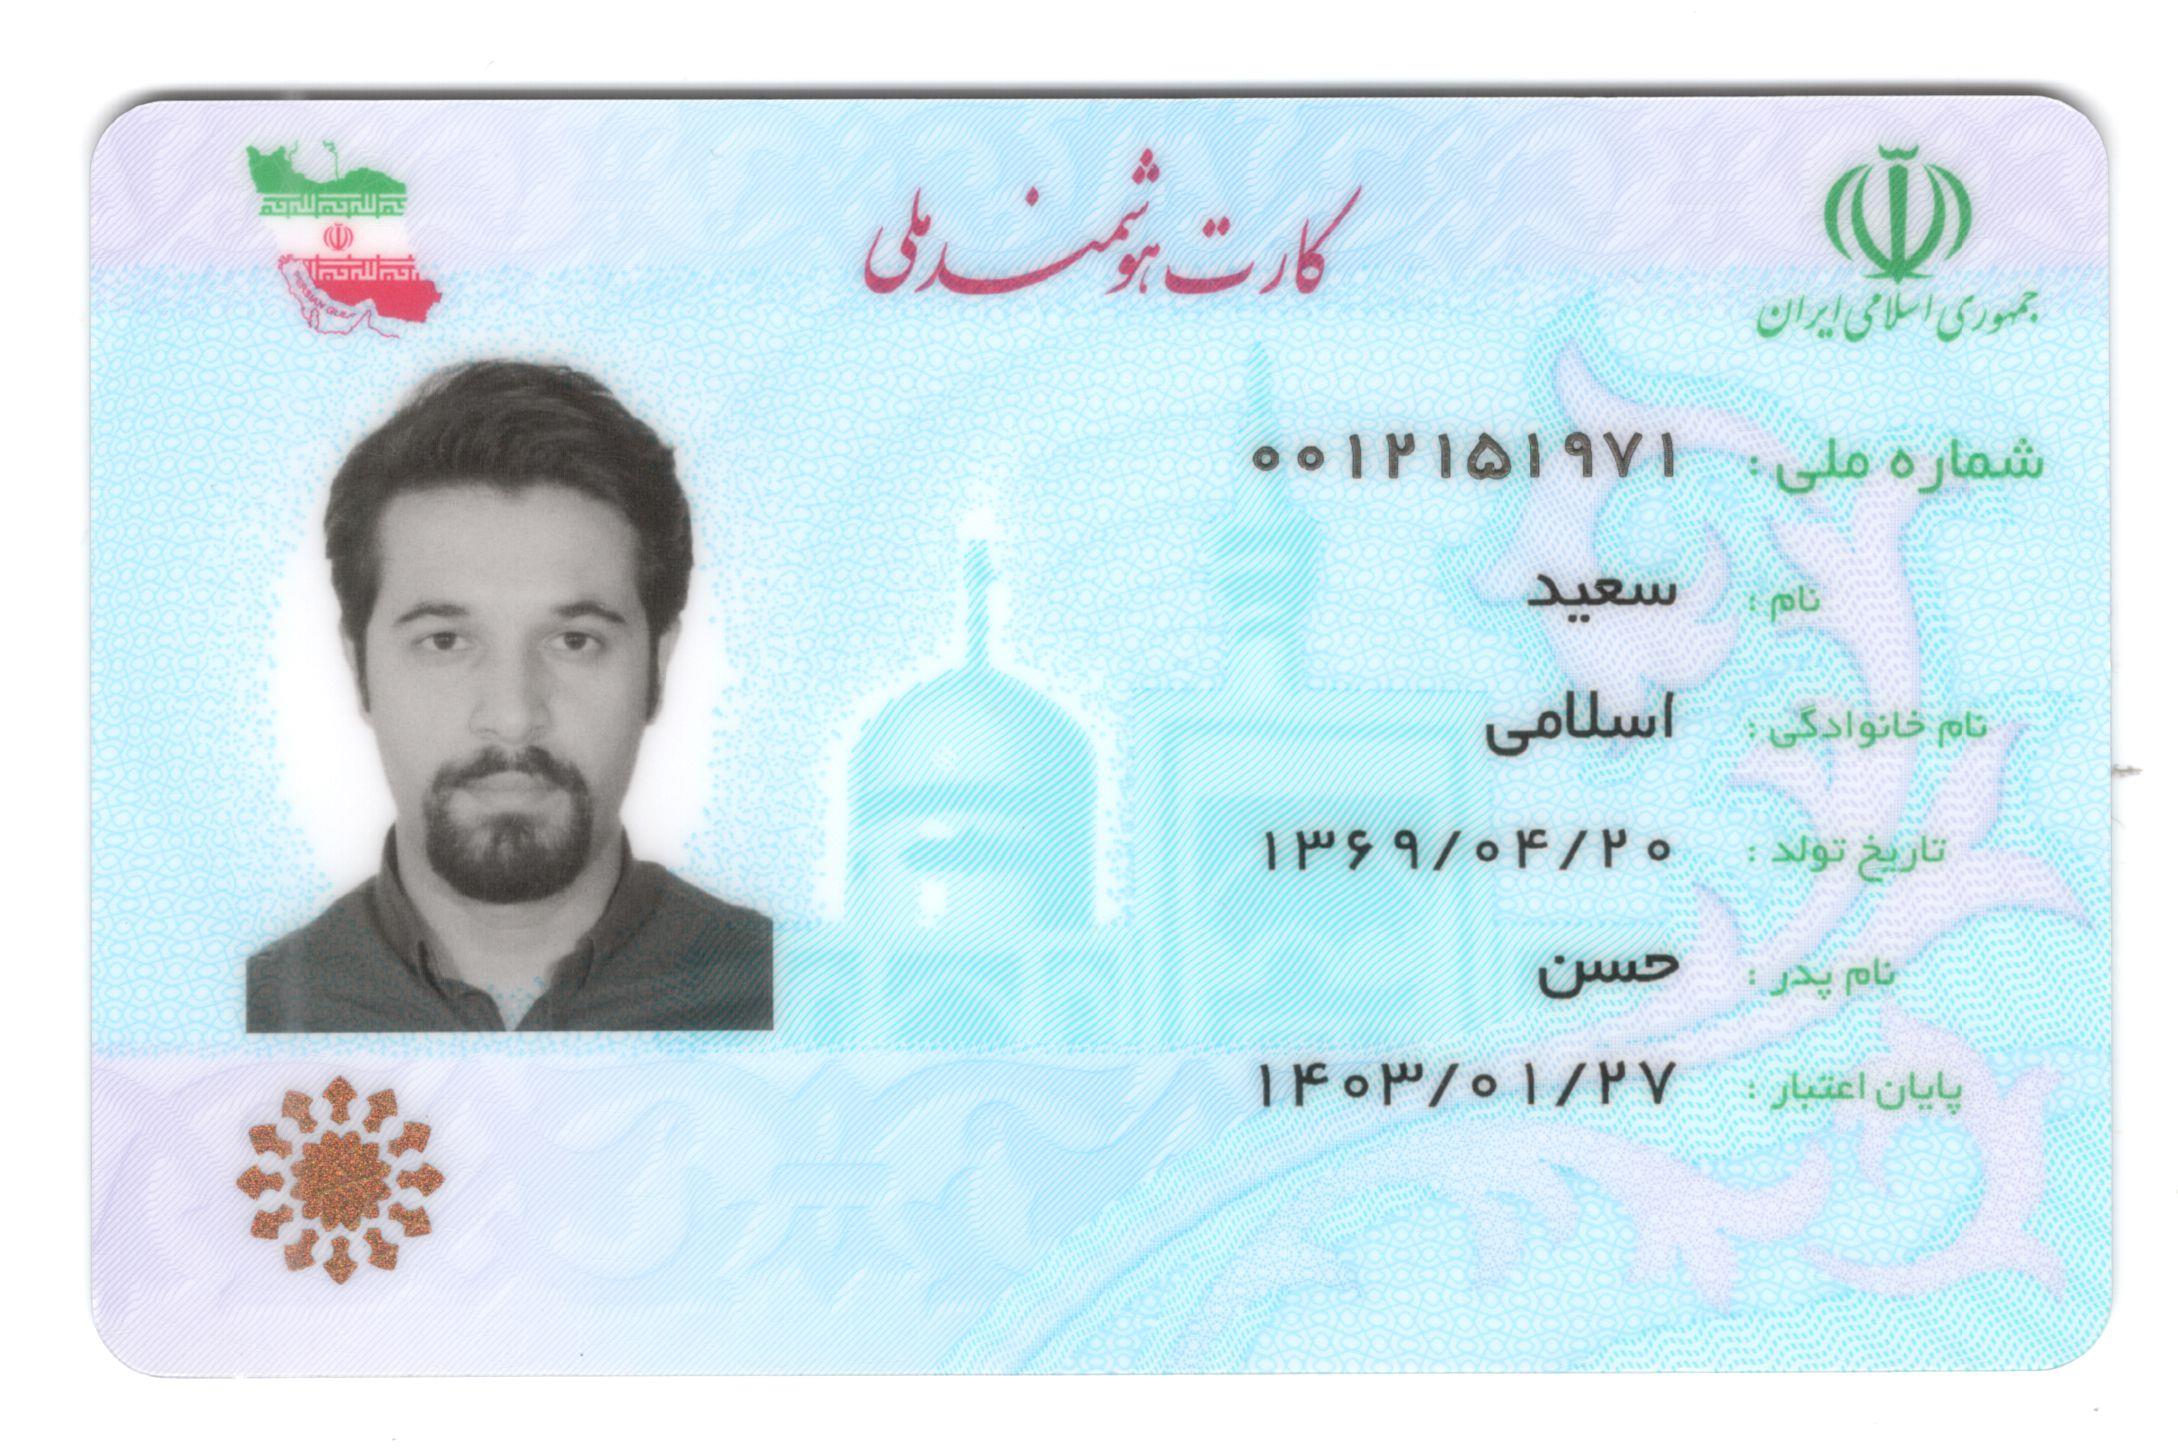 جمهوری اسلامی ایران
کارت هوشمند ملی
PERSIAN GULF
شماره ملی : ۰۰۱۲۱۵۱۹۷۱
نام : سعید
نام خانوادگی : اسلامی
تاریخ تولد : ۱۳۶۹/۰۴/۲۰
نام پدر : حسن
پایان اعتبار : ۱۴۰۳/۰۱/۲۷